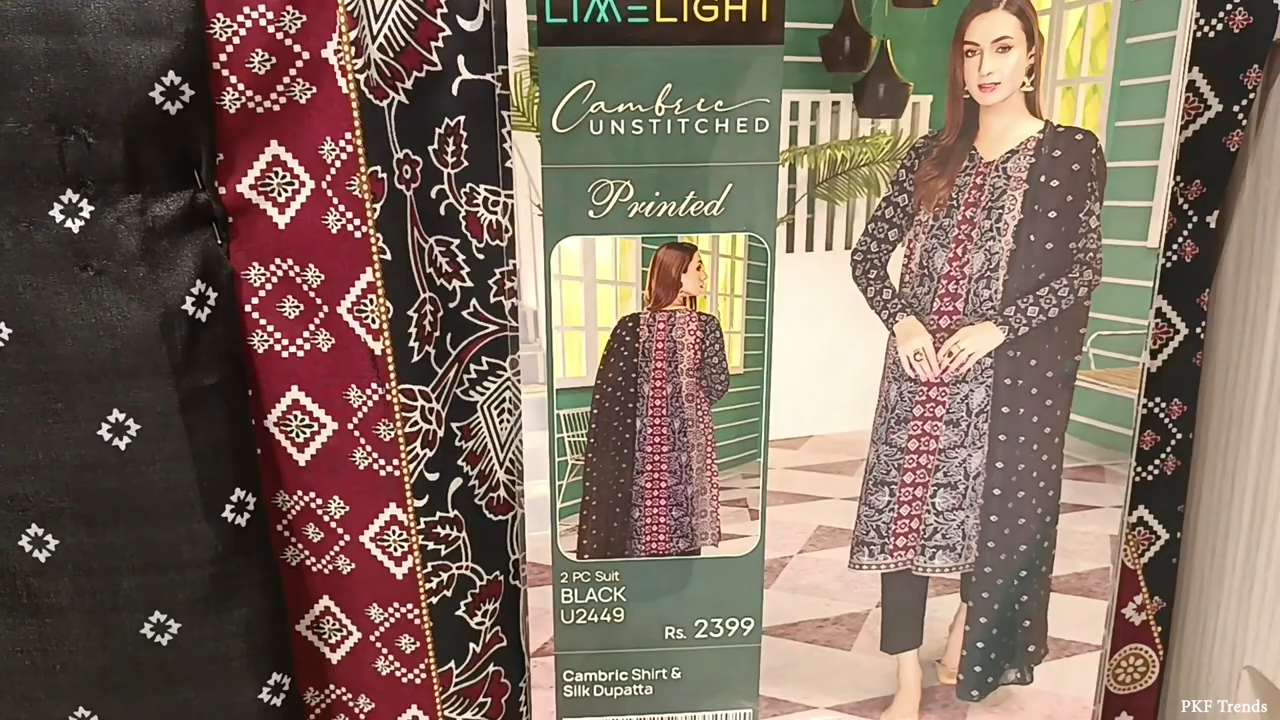 LIMELIGHT
Cambric
UNSTITCHED
Printed
2 PC Suit
BLACK
U2449
Rs. 2399
Cambric Shirt &
Silk Dupatta
PKF Trends